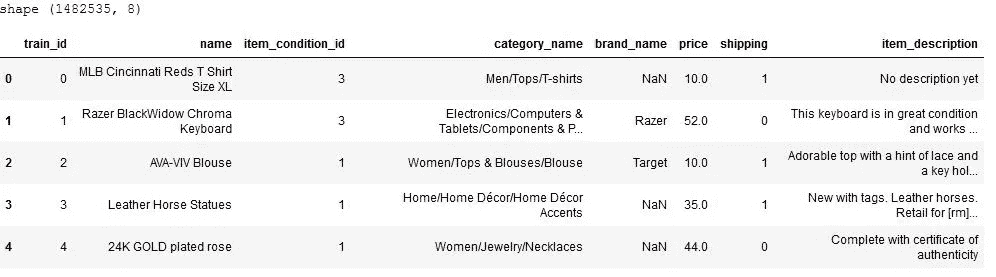 shape (1482535, 8)
train_id name item_condition_id category_name brand_name price shipping item_description
0 0 MLB Cincinnati Reds T Shirt Size XL 3 Men/Tops/T-shirts NaN 10.0 1 No description yet
1 1 Razer BlackWidow Chroma Keyboard 3 Electronics/Computers & Tablets/Components & P... Razer 52.0 0 This keyboard is in great condition and works ...
2 2 AVA-VIV Blouse 1 Women/Tops & Blouses/Blouse Target 10.0 1 Adorable top with a hint of lace and a key hol...
3 3 Leather Horse Statues 1 Home/Home Décor/Home Décor Accents NaN 35.0 1 New with tags. Leather horses. Retail for [rm]...
4 4 24K GOLD plated rose 1 Women/Jewelry/Necklaces NaN 44.0 0 Complete with certificate of authenticity